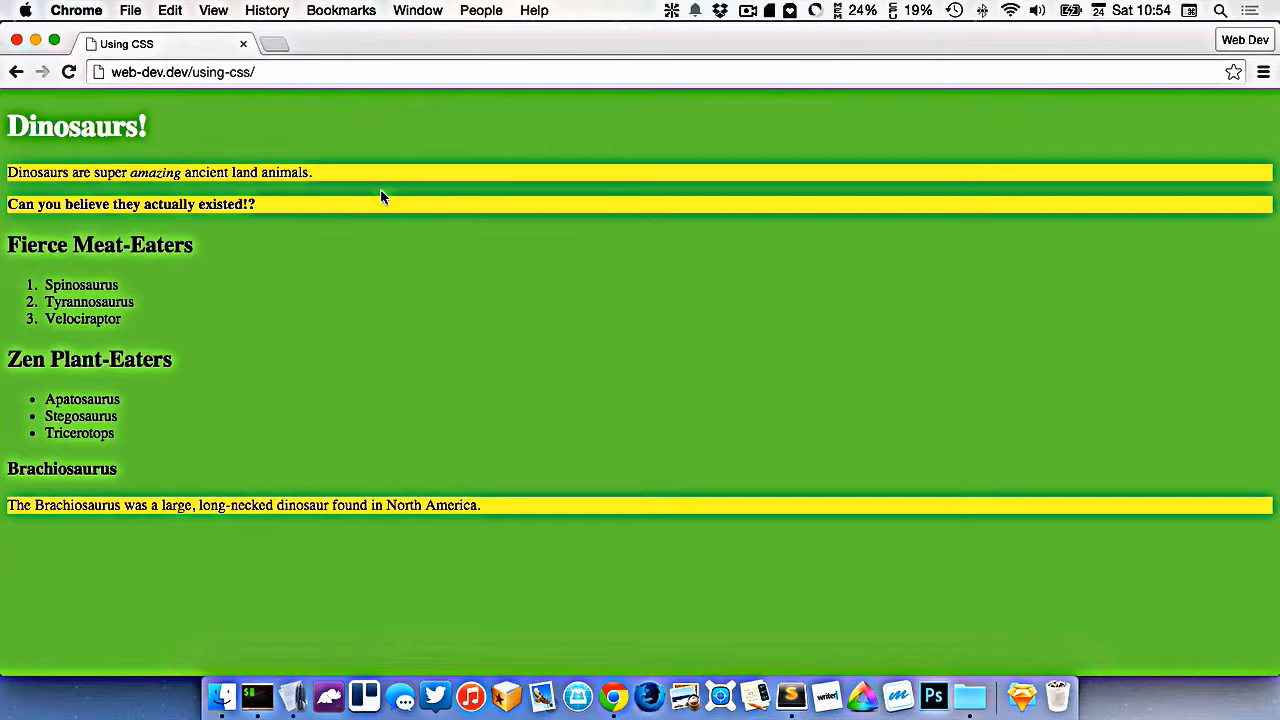 Chrome File Edit View History Bookmarks Window People Help 24% 19% 24 Sat 10:54
Using CSS
Web Dev
web-dev.dev/using-css/
Dinosaurs!
Dinosaurs are super amazing ancient land animals.
Can you believe they actually existed!?
Fierce Meat-Eaters
1. Spinosaurus
2. Tyrannosaurus
3. Velociraptor
Zen Plant-Eaters
• Apatosaurus
• Stegosaurus
• Tricerotops
Brachiosaurus
The Brachiosaurus was a large, long-necked dinosaur found in North America.
writer Ps